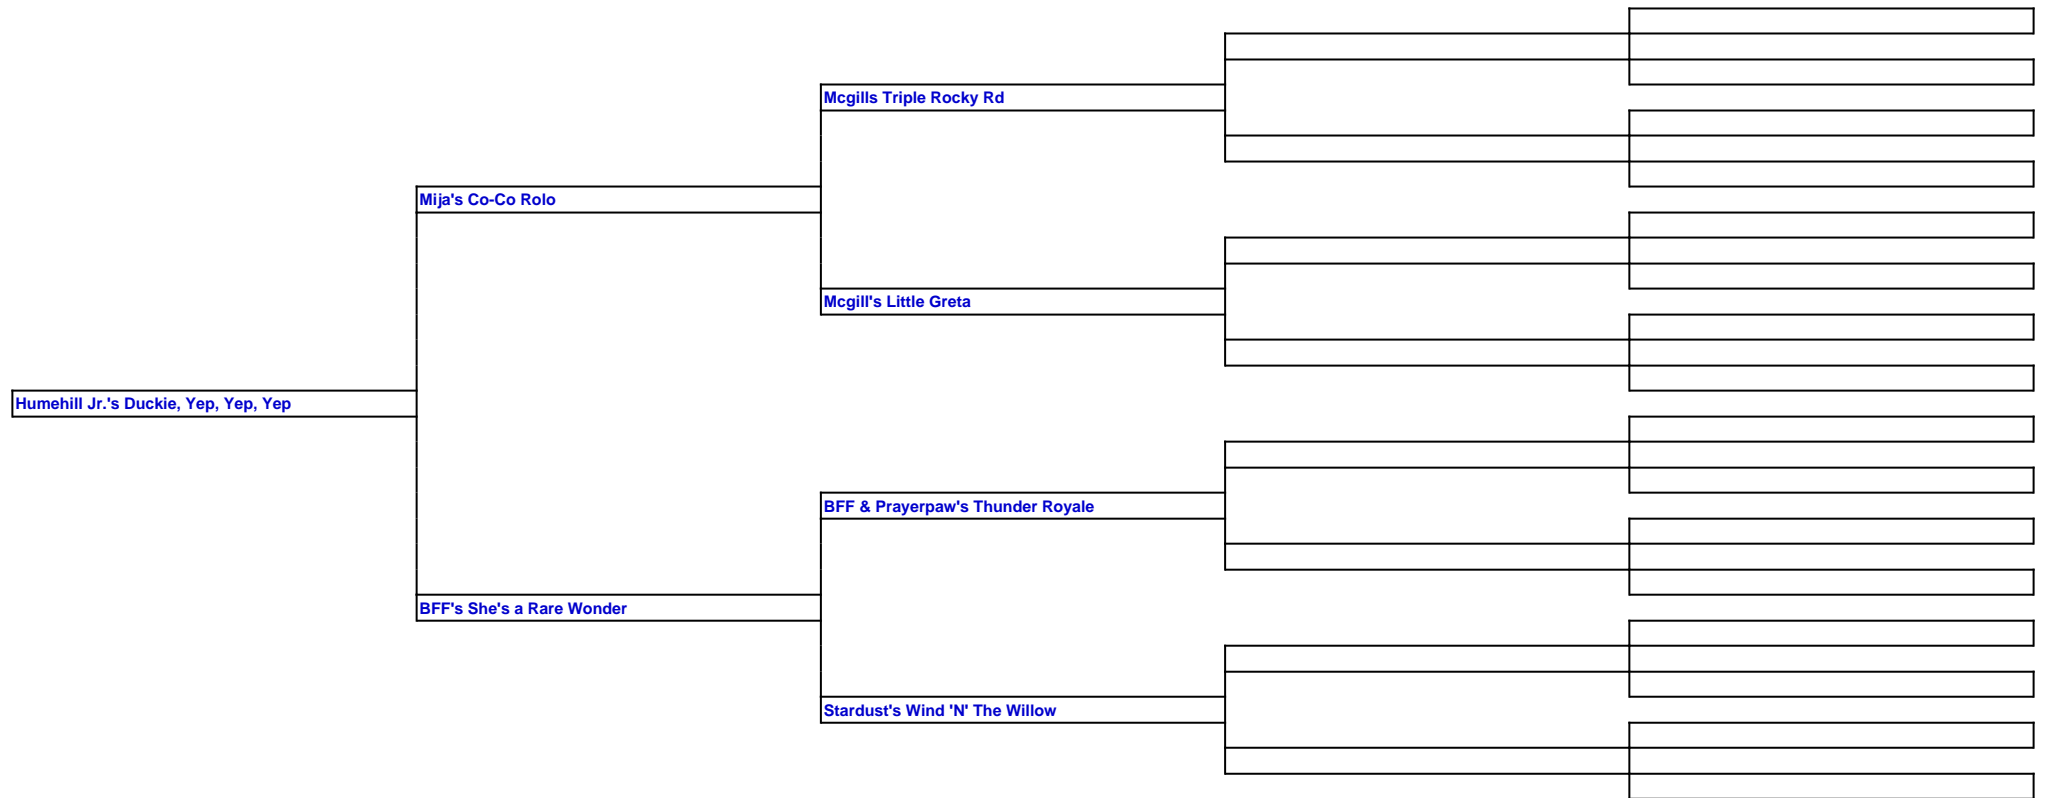 Mcgills Triple Rocky Rd
Mija's Co-Co Rolo
Mcgill's Little Greta
Humehill Jr.'s Duckie, Yep, Yep, Yep
BFF & Prayerpaw's Thunder Royale
BFF's She's a Rare Wonder
Stardust's Wind 'N' The Willow